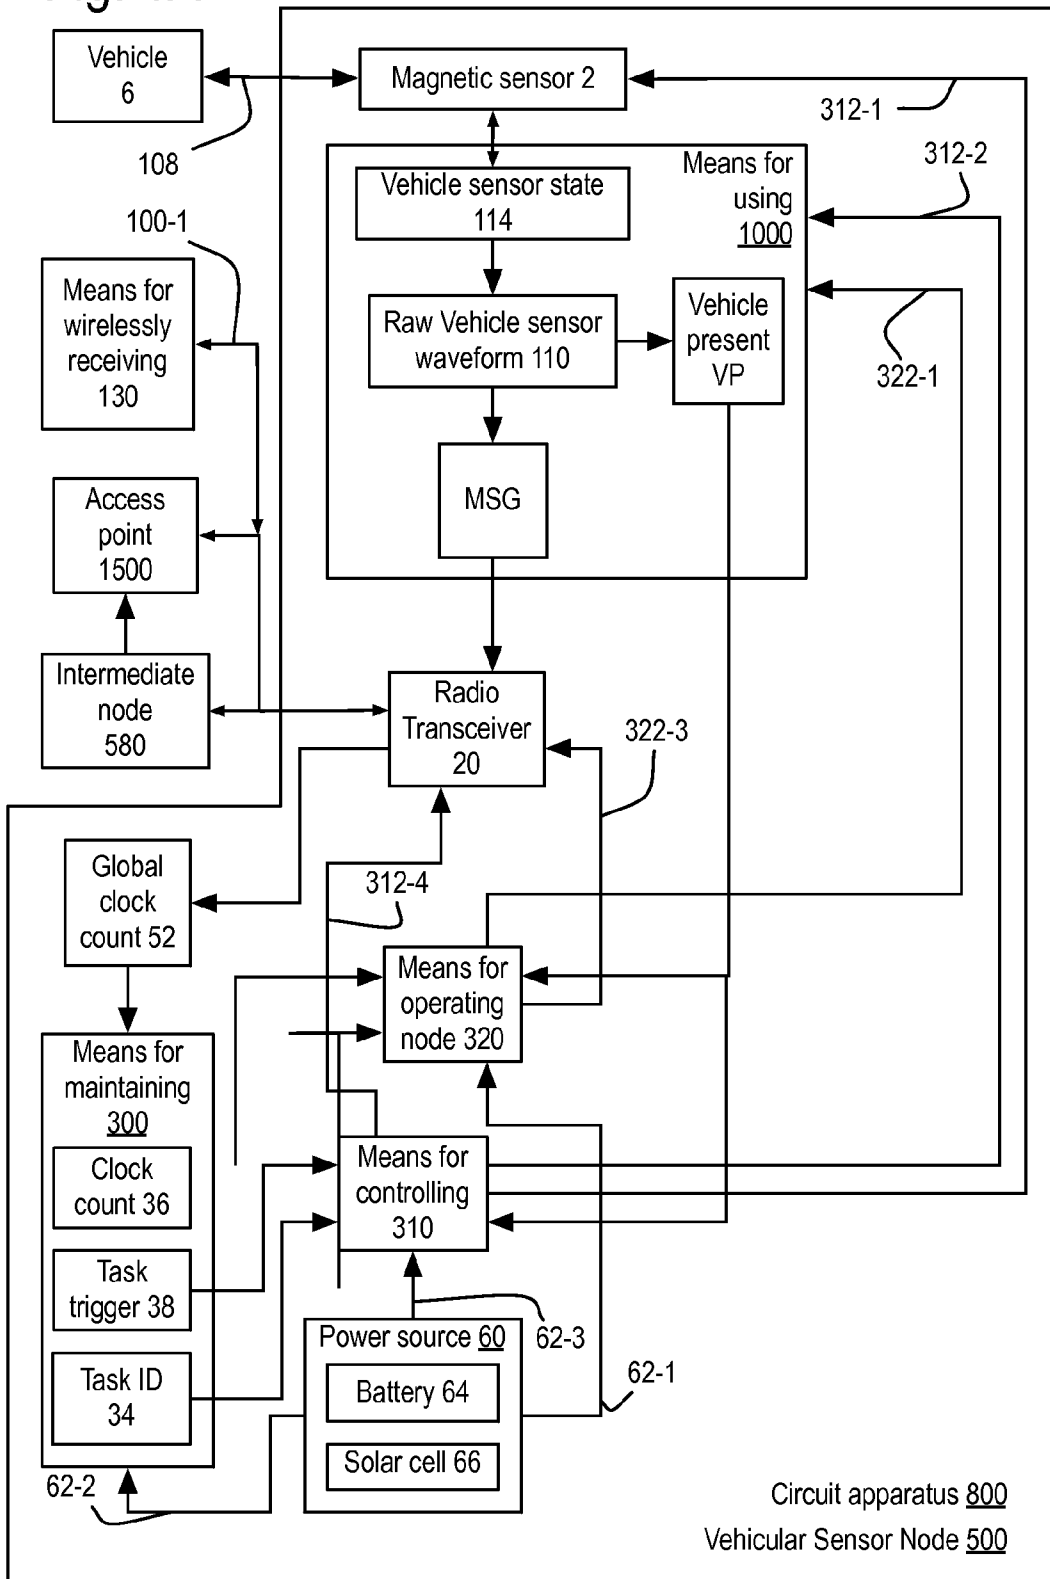 Vehicle
6
Magnetic sensor 2
312-1
108
Means for
using
1000
312-2
Vehicle sensor state
114
100-1
Means for
wirelessly
receiving
130
Raw Vehicle sensor
waveform 110
Vehicle
present
VP
322-1
Access
point
1500
MSG
Intermediate
node
580
Radio
Transceiver
20
322-3
Global
clock
count 52
312-4
Means for
operating
node 320
Means for
maintaining
300
Clock
count 36
Means for
controlling
310
Task
trigger 38
Power source 60
62-3
Task ID
34
Battery 64
62-1
Solar cell 66
62-2
Circuit apparatus 800
Vehicular Sensor Node 500